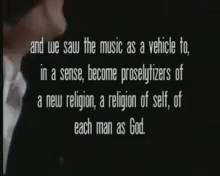 and we saw the music as a vehicle to,
in a sense, become proselytizers of
a new religion, a religion of self, of
each man as God.